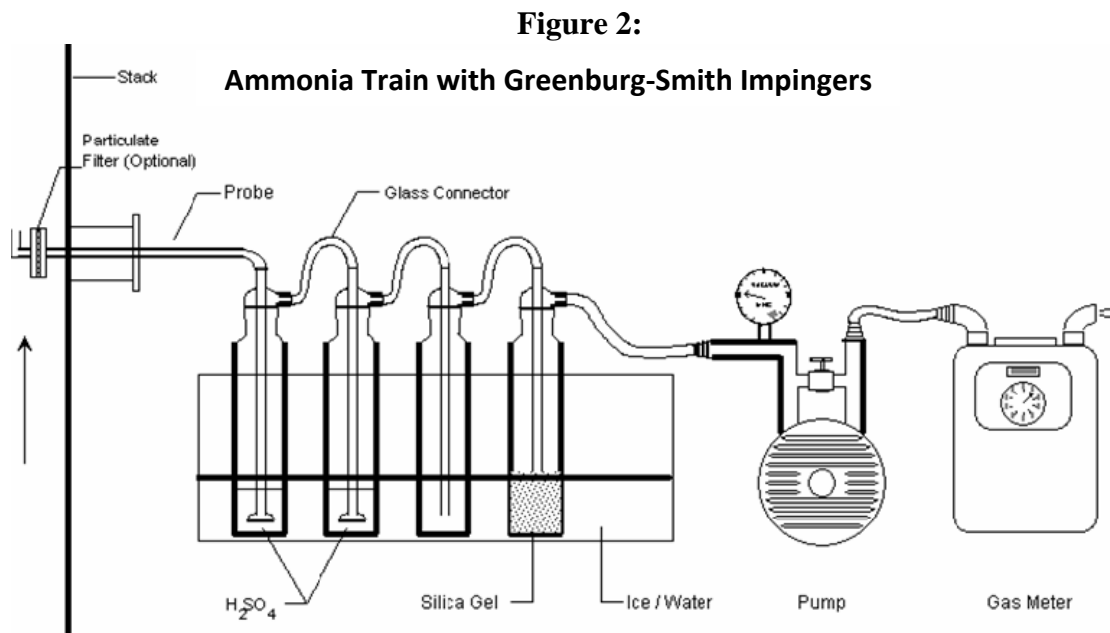 Figure 2:
Ammonia Train with Greenburg-Smith Impingers
Stack
Particulate
Filter (Optional)
Probe
Glass Connector
VACUUM
H₂SO₄
Silica Gel
Ice / Water
Pump
Gas Meter